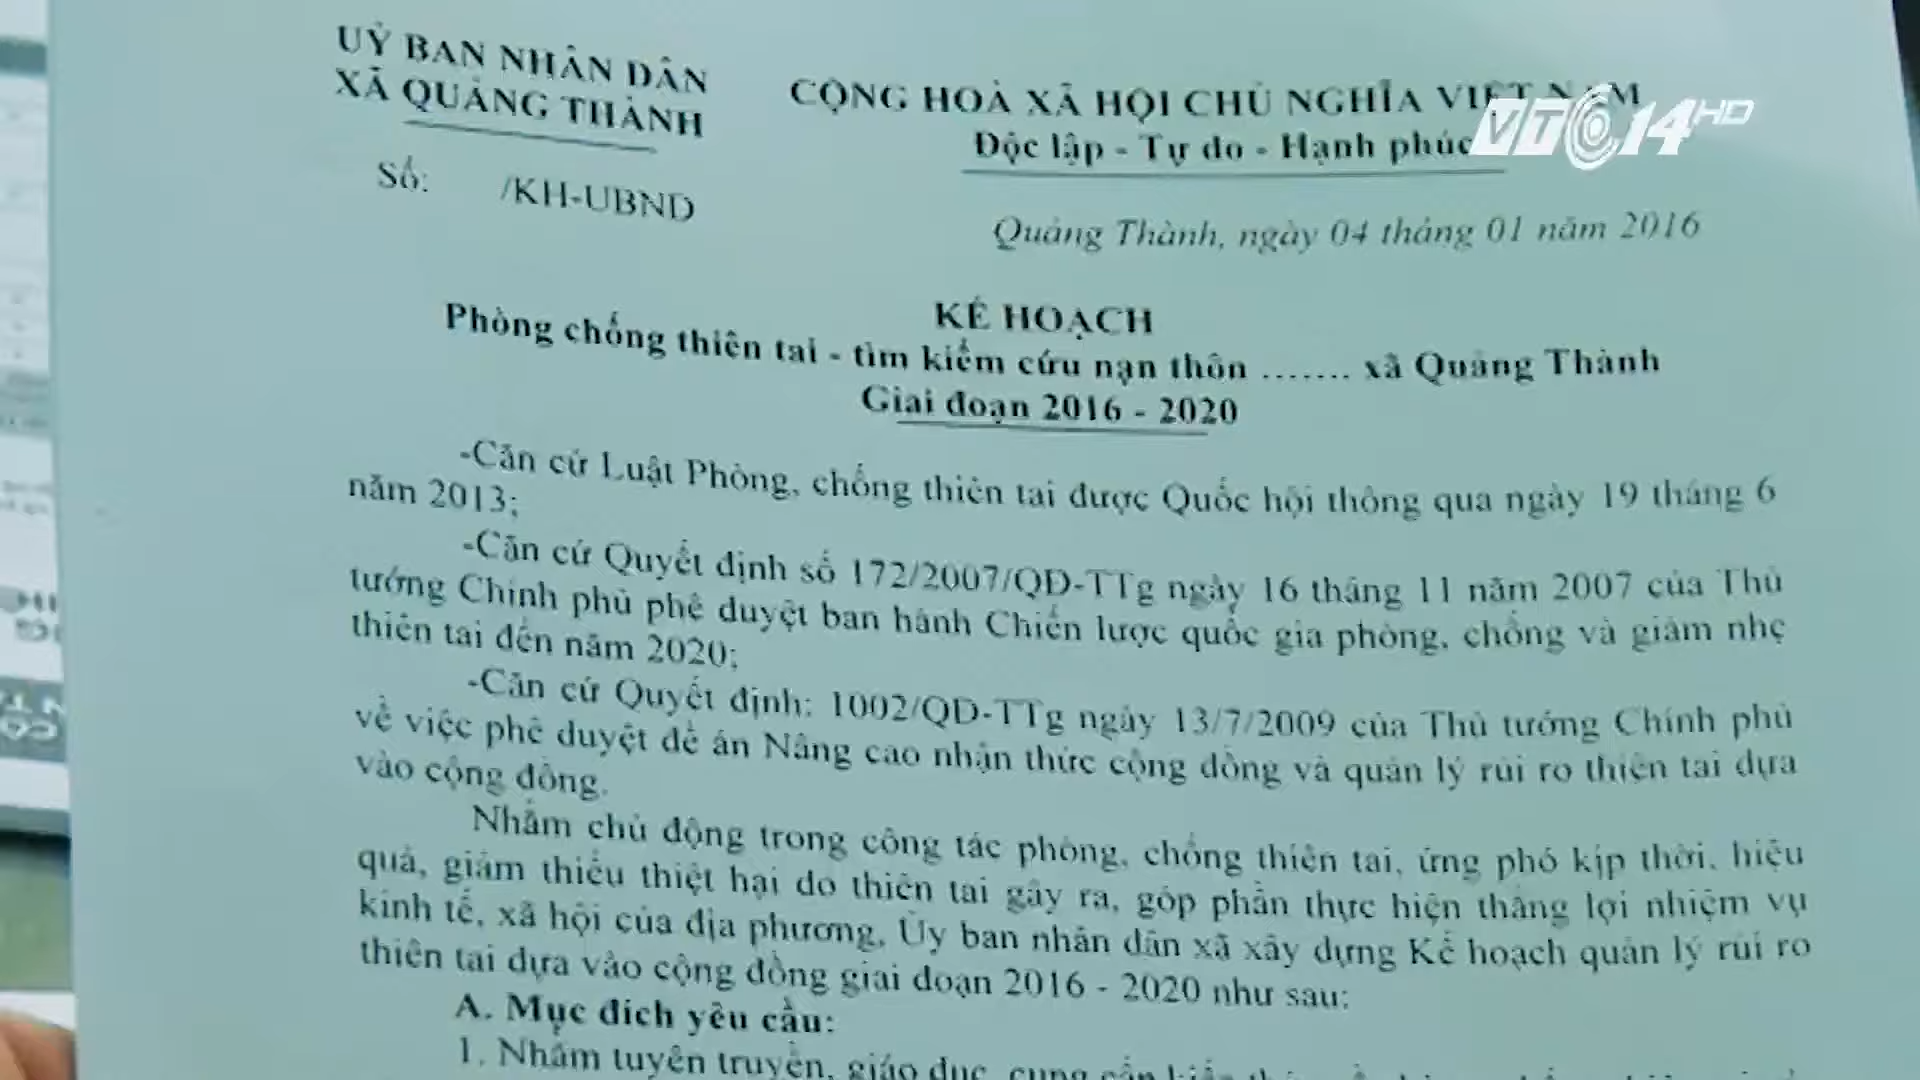 UỶ BAN NHÂN DÂN
XÃ QUẢNG THÀNH
Số: /KH-UBND
CỘNG HOÀ XÃ HỘI CHỦ NGHĨA VIỆT NAM
Độc lập - Tự do - Hạnh phúc
VTC14 HD
Quảng Thành, ngày 04 tháng 01 năm 2016
KẾ HOẠCH
Phòng chống thiên tai - tìm kiếm cứu nạn thôn ....... xã Quảng Thành
Giai đoạn 2016 - 2020
-Căn cứ Luật Phòng, chống thiên tai được Quốc hội thông qua ngày 19 tháng 6
năm 2013;
-Căn cứ Quyết định số 172/2007/QĐ-TTg ngày 16 tháng 11 năm 2007 của Thủ
tướng Chính phủ phê duyệt ban hành Chiến lược quốc gia phòng, chống và giảm nhẹ
thiên tai đến năm 2020;
-Căn cứ Quyết định: 1002/QĐ-TTg ngày 13/7/2009 của Thủ tướng Chính phủ
về việc phê duyệt đề án Nâng cao nhận thức cộng đồng và quản lý rủi ro thiên tai dựa
vào cộng đồng.
Nhằm chủ động trong công tác phòng, chống thiên tai, ứng phó kịp thời, hiệu
quả, giảm thiểu thiệt hại do thiên tai gây ra, góp phần thực hiện thắng lợi nhiệm vụ
kinh tế, xã hội của địa phương, Ủy ban nhân dân xã xây dựng Kế hoạch quản lý rủi ro
thiên tai dựa vào cộng đồng giai đoạn 2016 - 2020 như sau:
A. Mục đích yêu cầu:
1. Nhằm tuyên truyền, giáo dục, cung cấp kiến thức